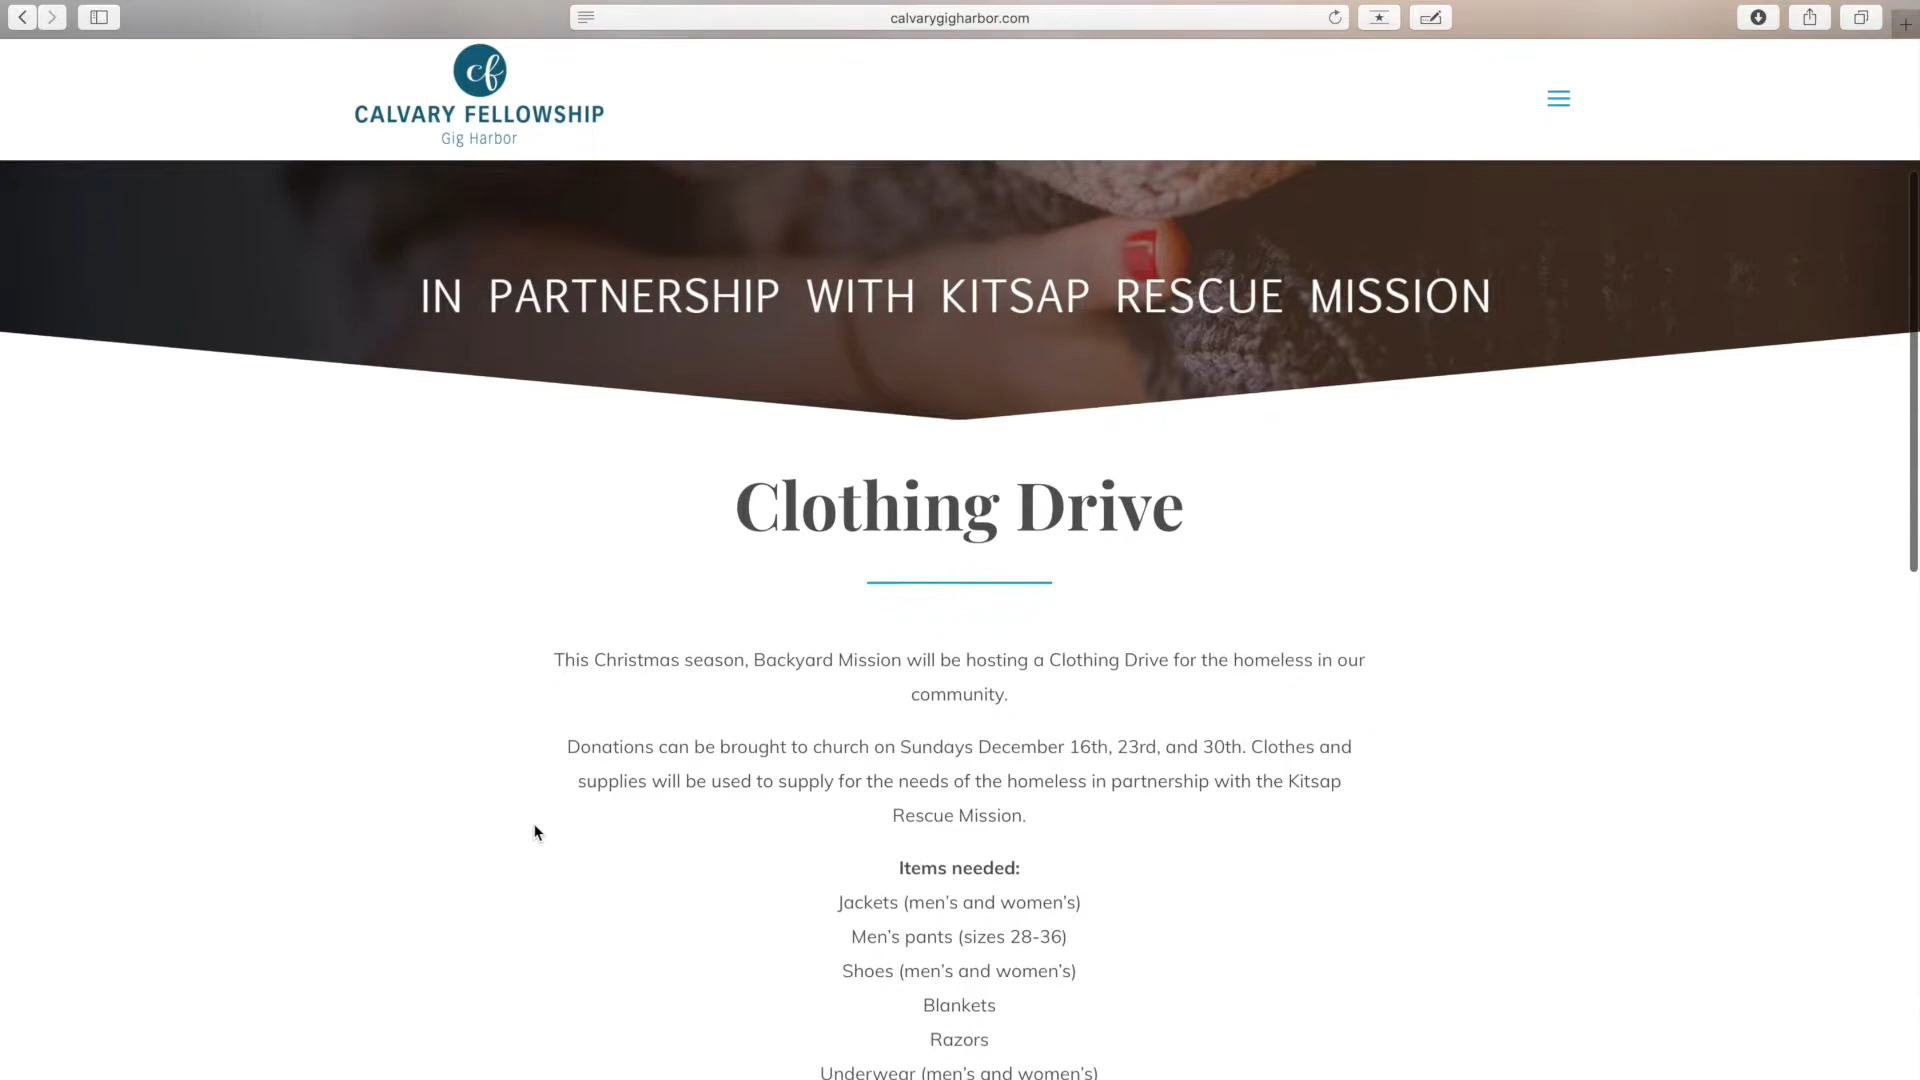 calvarygigharbor.com
cf
CALVARY FELLOWSHIP
Gig Harbor
IN PARTNERSHIP WITH KITSAP RESCUE MISSION
Clothing Drive
This Christmas season, Backyard Mission will be hosting a Clothing Drive for the homeless in our
community.
Donations can be brought to church on Sundays December 16th, 23rd, and 30th. Clothes and
supplies will be used to supply for the needs of the homeless in partnership with the Kitsap
Rescue Mission.
Items needed:
Jackets (men’s and women’s)
Men’s pants (sizes 28-36)
Shoes (men’s and women’s)
Blankets
Razors
Underwear (men’s and women’s)